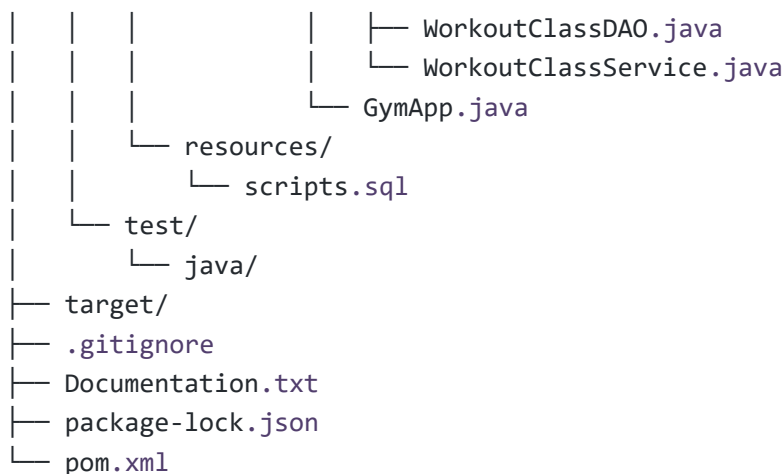 │   │   │           │   ├── WorkoutClassDAO.java
│   │   │           │   └── WorkoutClassService.java
│   │   │           └── GymApp.java
│   │   └── resources/
│   │       └── scripts.sql
│   └── test/
│       └── java/
├── target/
├── .gitignore
├── Documentation.txt
├── package-lock.json
└── pom.xml